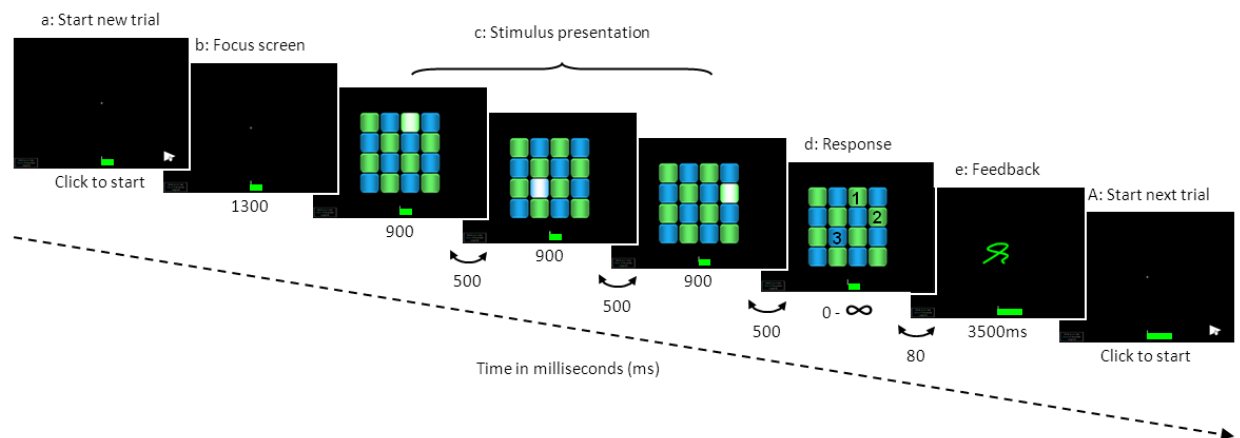 a: Start new trial
b: Focus screen
c: Stimulus presentation
d: Response
e: Feedback
A: Start next trial
1
2
3
Click to start
1300
900
500
900
500
900
500
0 - ∞
80
3500ms
Click to start
Time in milliseconds (ms)